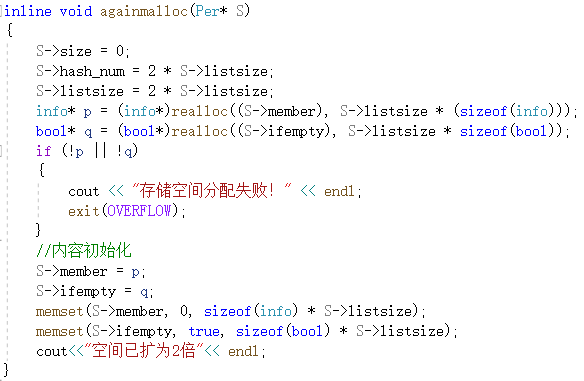 inline void againmalloc(Per* S)
{
S->size = 0;
S->hash_num = 2 * S->listsize;
S->listsize = 2 * S->listsize;
info* p = (info*)realloc((S->member), S->listsize * (sizeof(info)));
bool* q = (bool*)realloc((S->ifempty), S->listsize * sizeof(bool));
if (!p || !q)
{
cout << "存储空间分配失败！" << endl;
exit(OVERFLOW);
}
//内容初始化
S->member = p;
S->ifempty = q;
memset(S->member, 0, sizeof(info) * S->listsize);
memset(S->ifempty, true, sizeof(bool) * S->listsize);
cout<<"空间已扩为2倍"<< endl;
}